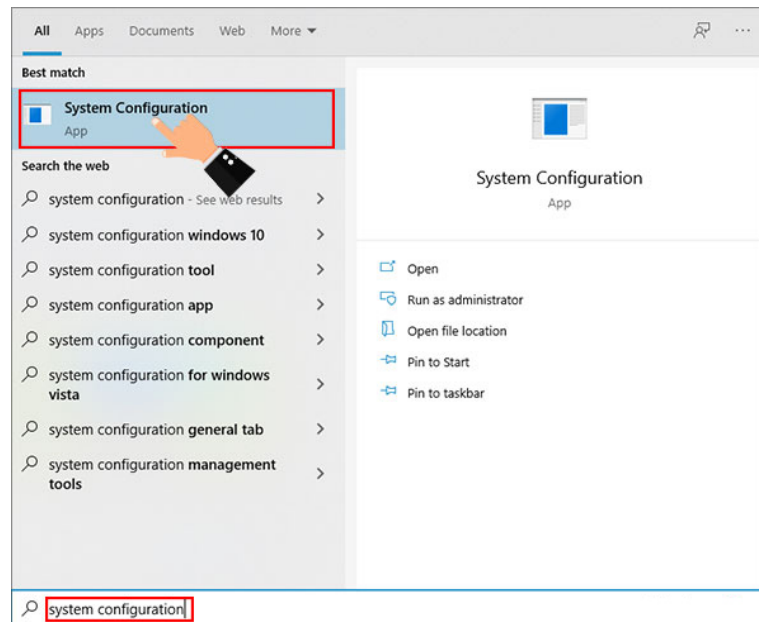 All Apps Documents Web More
Best match
System Configuration
App
Search the web
system configuration - See web results
system configuration windows 10
system configuration tool
system configuration app
system configuration component
system configuration for windows
vista
system configuration general tab
system configuration management
tools
System Configuration
App
Open
Run as administrator
Open file location
Pin to Start
Pin to taskbar
system configuration